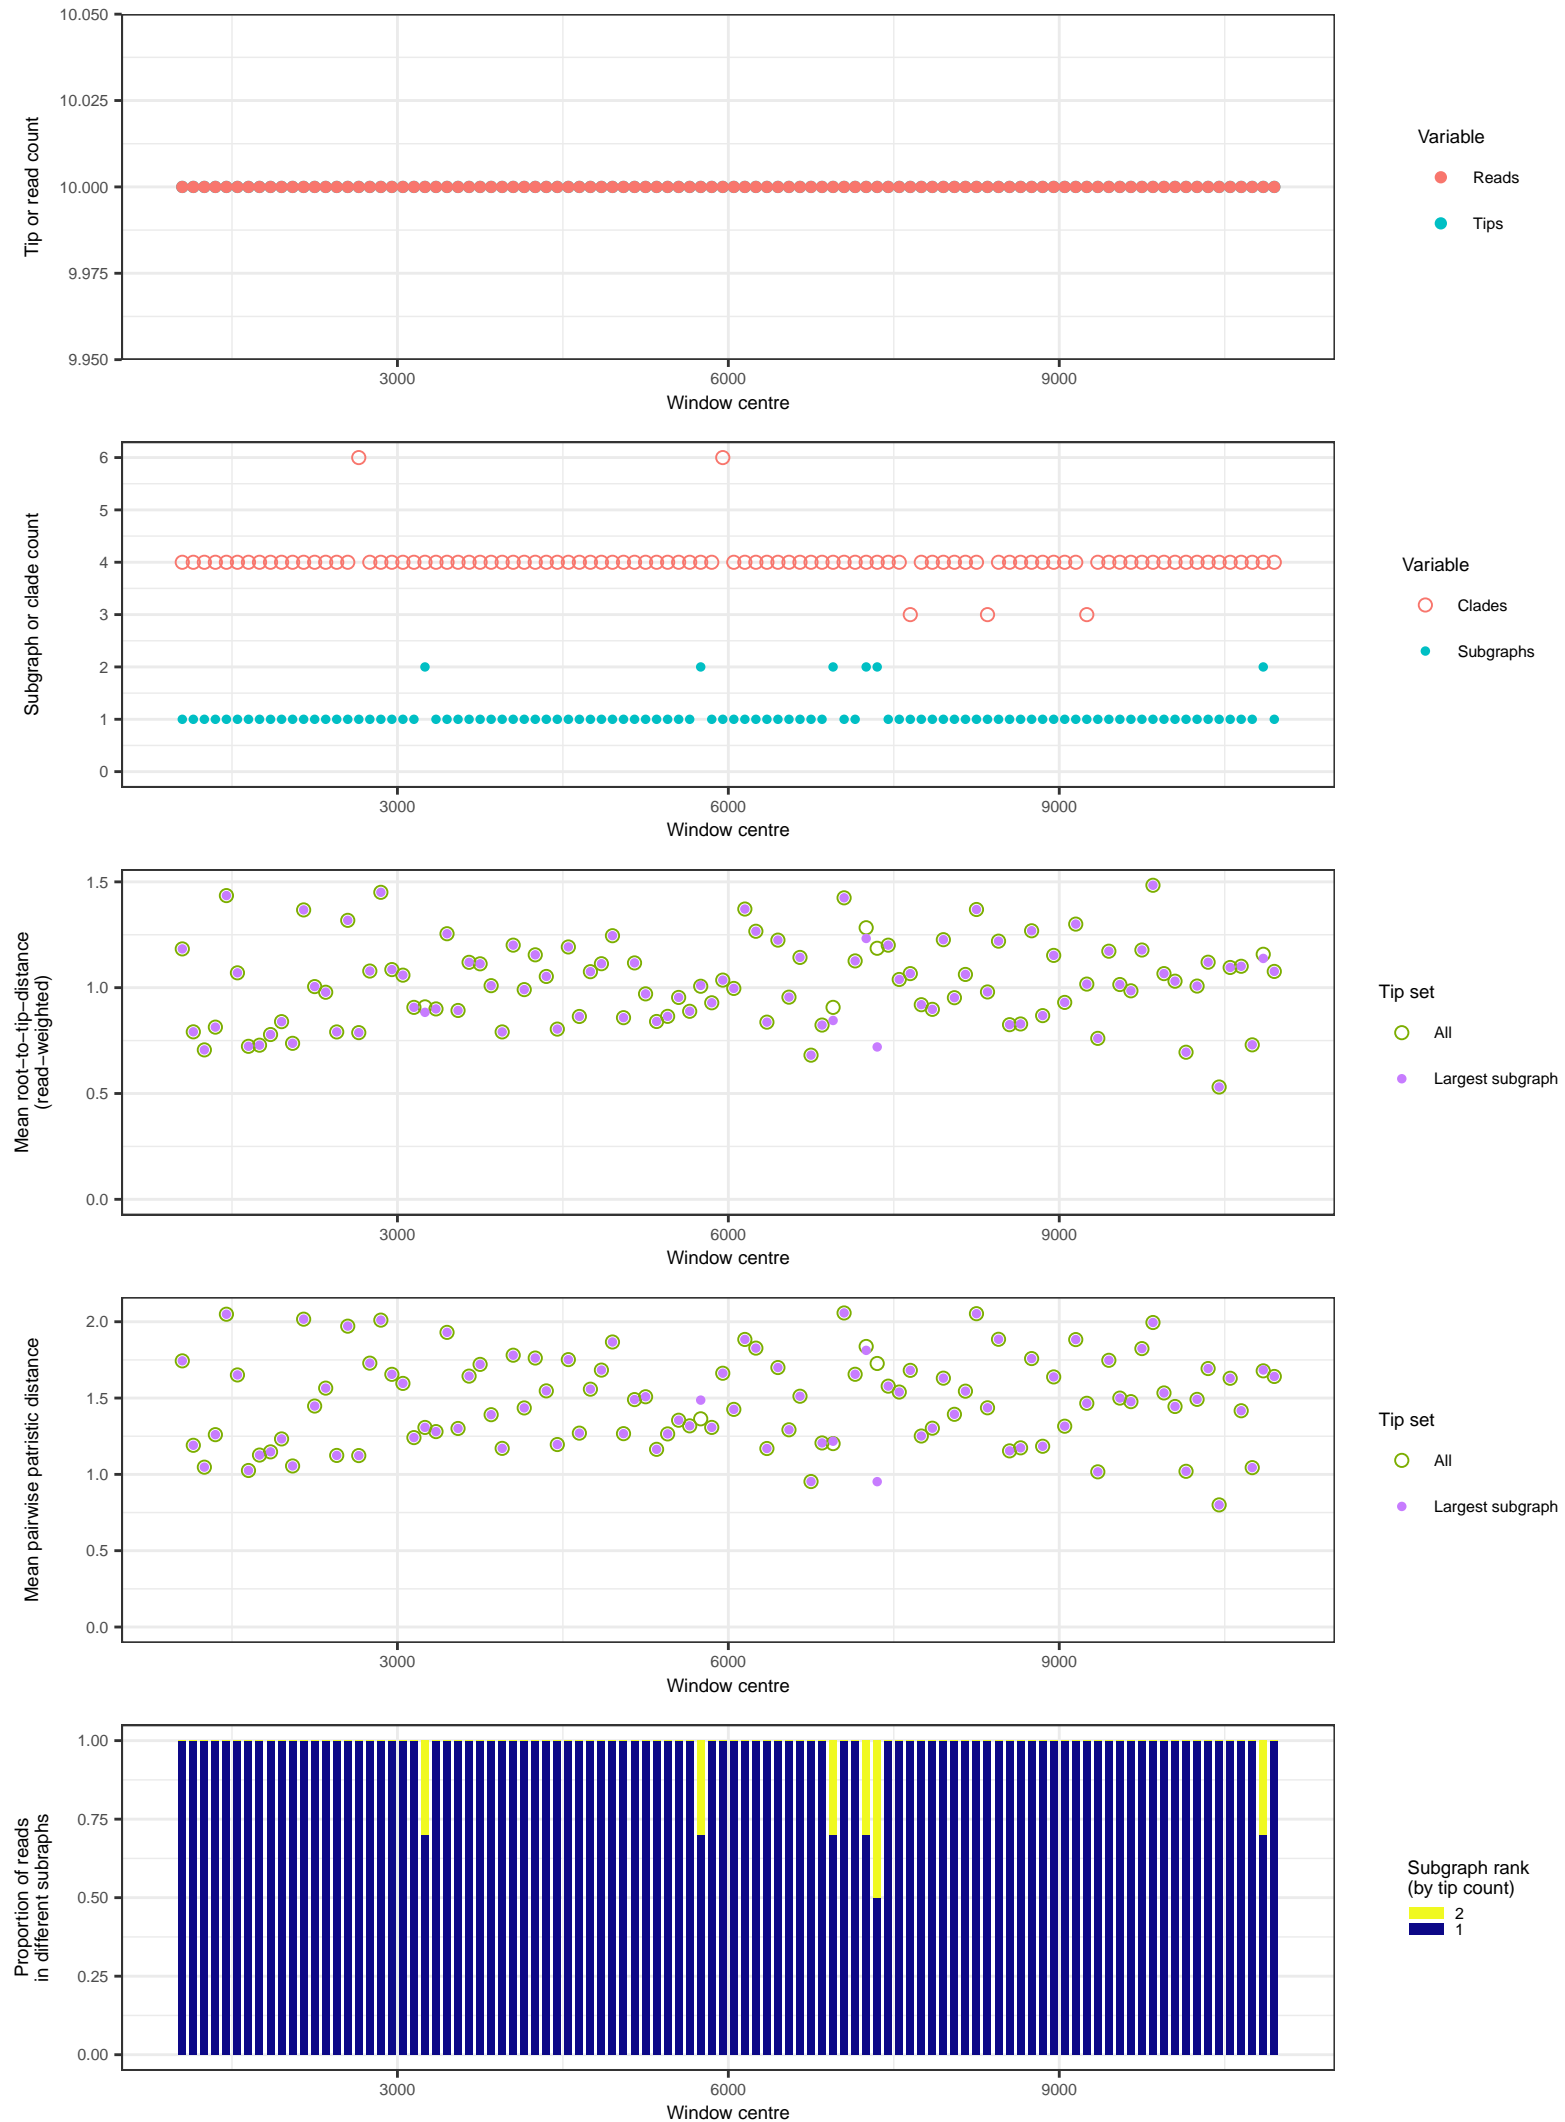 10.050
10.025
10.000
9.975
9.950
Tip or read count
3000 6000 9000
Window centre
Variable
Reads
Tips
6
5
4
3
2
1
0
Subgraph or clade count
3000 6000 9000
Window centre
Variable
Clades
Subgraphs
1.5
1.0
0.5
0.0
Mean root−to−tip−distance
(read−weighted)
3000 6000 9000
Window centre
Tip set
All
Largest subgraph
2.0
1.5
1.0
0.5
0.0
Mean pairwise patristic distance
3000 6000 9000
Window centre
Tip set
All
Largest subgraph
1.00
0.75
0.50
0.25
0.00
Proportion of reads
in different subraphs
3000 6000 9000
Window centre
Subgraph rank
(by tip count)
2
1